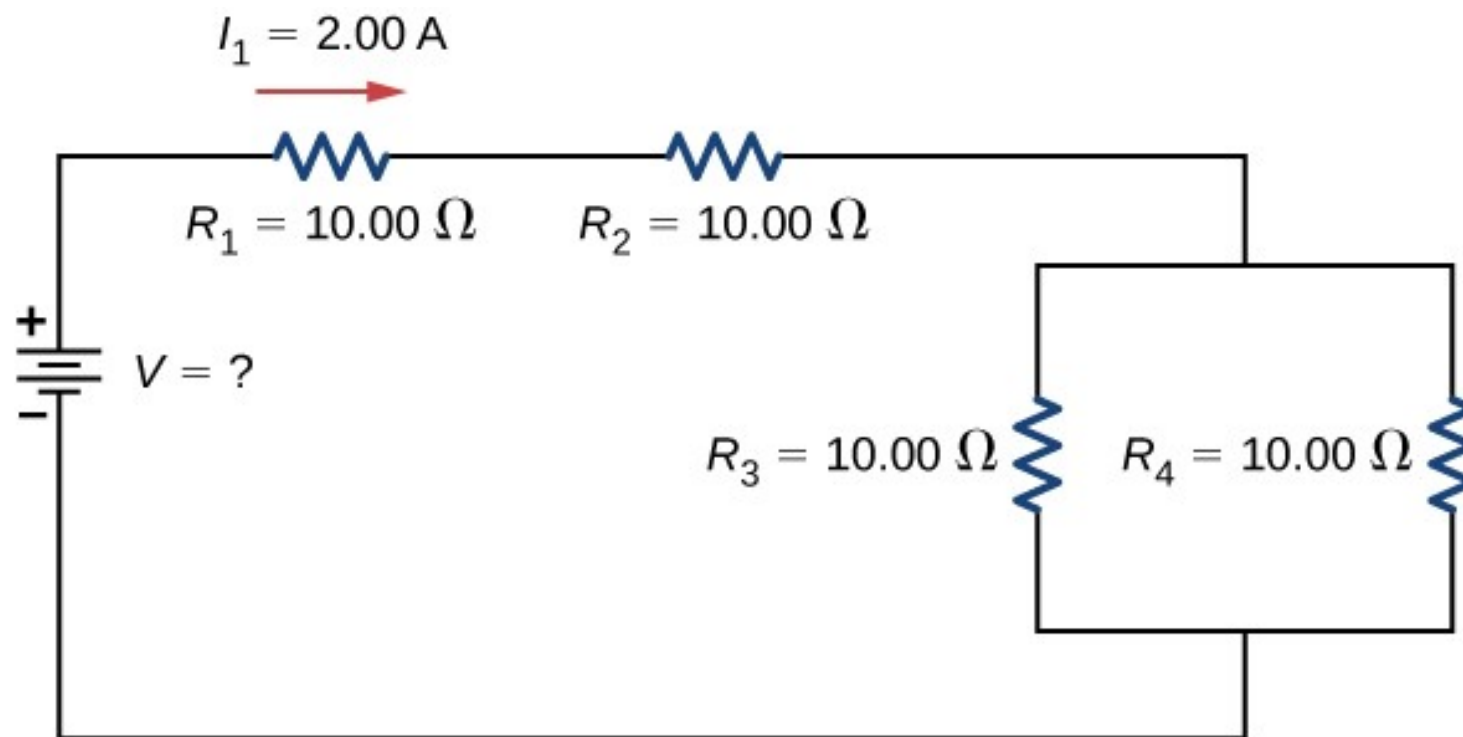 I₁ = 2.00 A
R₁ = 10.00 Ω R₂ = 10.00 Ω
+
V = ?
−
R₃ = 10.00 Ω R₄ = 10.00 Ω